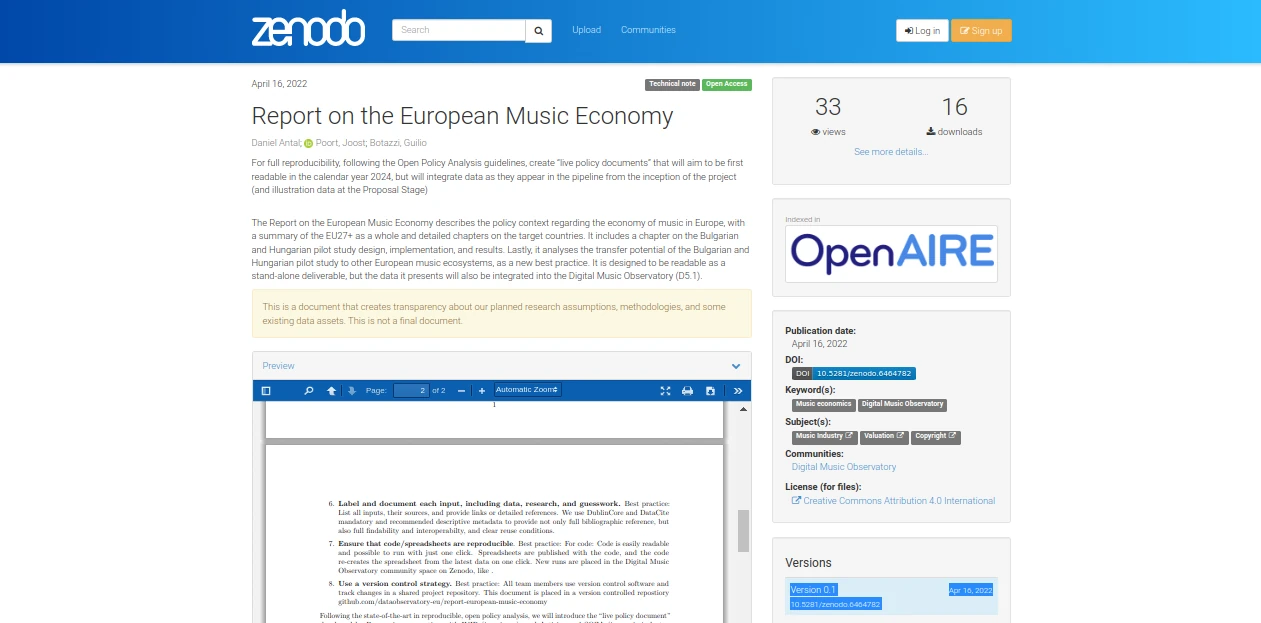 zenodo
Search
Upload
Communities
Log in
Sign up
April 16, 2022
Technical note
Open Access
Report on the European Music Economy
Daniel Antal; Poort, Joost; Botazzi, Guilio
For full reproducibility, following the Open Policy Analysis guidelines, create “live policy documents” that will aim to be first
readable in the calendar year 2024, but will integrate data as they appear in the pipeline from the inception of the project
(and illustration data at the Proposal Stage)
The Report on the European Music Economy describes the policy context regarding the economy of music in Europe, with
a summary of the EU27+ as a whole and detailed chapters on the target countries. It includes a chapter on the Bulgarian
and Hungarian pilot study design, implementation, and results. Lastly, it analyses the transfer potential of the Bulgarian and
Hungarian pilot study to other European music ecosystems, as a new best practice. It is designed to be readable as a
stand-alone deliverable, but the data it presents will also be integrated into the Digital Music Observatory (D5.1).
This is a document that creates transparency about our planned research assumptions, methodologies, and some
existing data assets. This is not a final document.
Preview
Page: 2 of 2
Automatic Zoom
1
6. Label and document each input, including data, research, and guesswork. Best practice:
List all inputs, their sources, and provide links or detailed references. We use DublinCore and DataCite
mandatory and recommended descriptive metadata to provide not only full bibliographic reference, but
also full findability and interoperabilty, and clear reuse conditions.
7. Ensure that code/spreadsheets are reproducible. Best practice: For code: Code is easily readable
and possible to run with just one click. Spreadsheets are published with the code, and the code
re-creates the spreadsheet from the latest data on one click. New runs are placed in the Digital Music
Observatory community space on Zenodo, like .
8. Use a version control strategy. Best practice: All team members use version control software and
track changes in a shared project repository. This document is placed in a version controlled repostiory
github.com/dataobservatory-eu/report-european-music-economy
Following the state-of-the-art in reproducible, open policy analysis, we will introduce the “live policy document”
33
views
16
downloads
See more details...
Indexed in
OpenAIRE
Publication date:
April 16, 2022
DOI:
DOI 10.5281/zenodo.6464782
Keyword(s):
Music economics
Digital Music Observatory
Subject(s):
Music Industry
Valuation
Copyright
Communities:
Digital Music Observatory
License (for files):
Creative Commons Attribution 4.0 International
Versions
Version 0.1
Apr 16, 2022
10.5281/zenodo.6464782